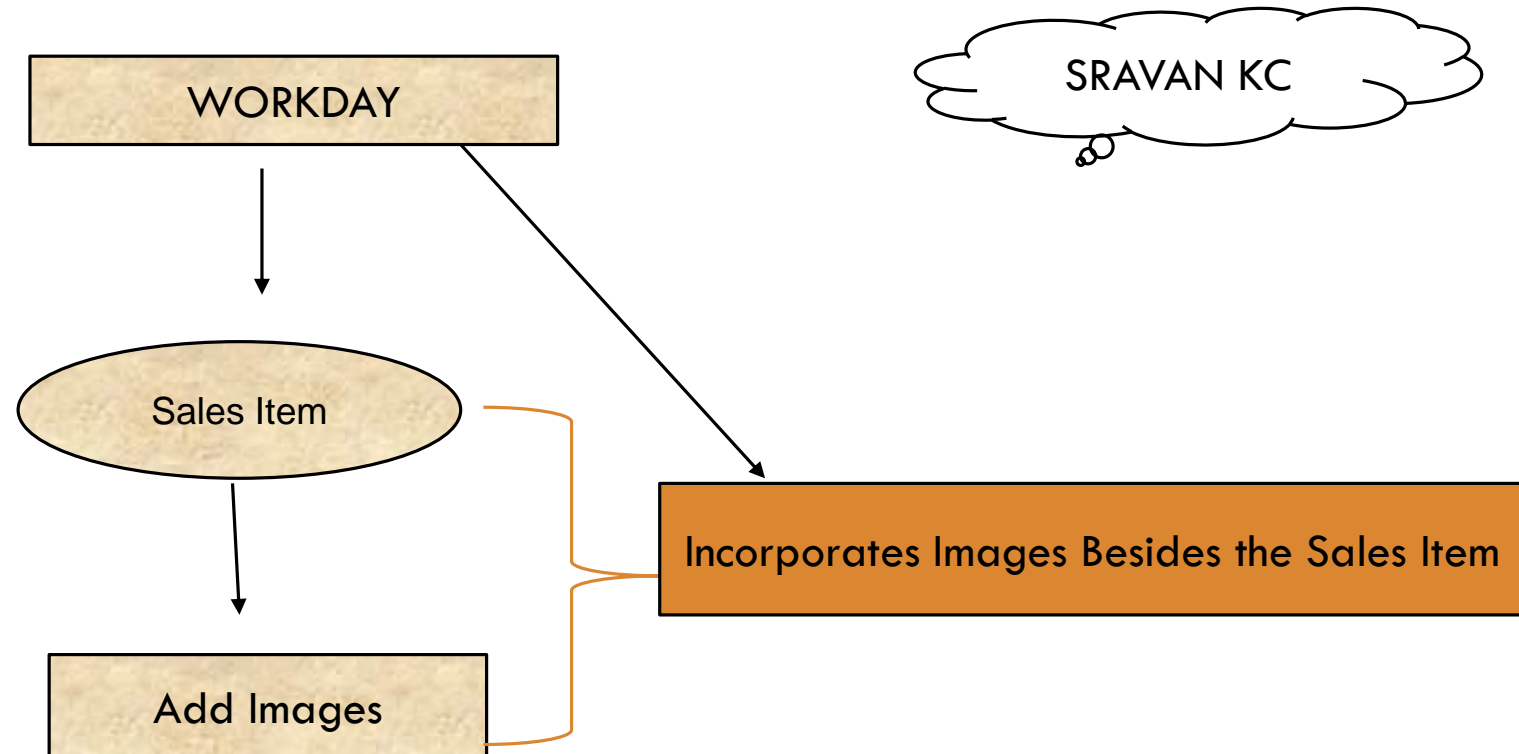 WORKDAY
SRAVAN KC
Sales Item
Incorporates Images Besides the Sales Item
Add Images